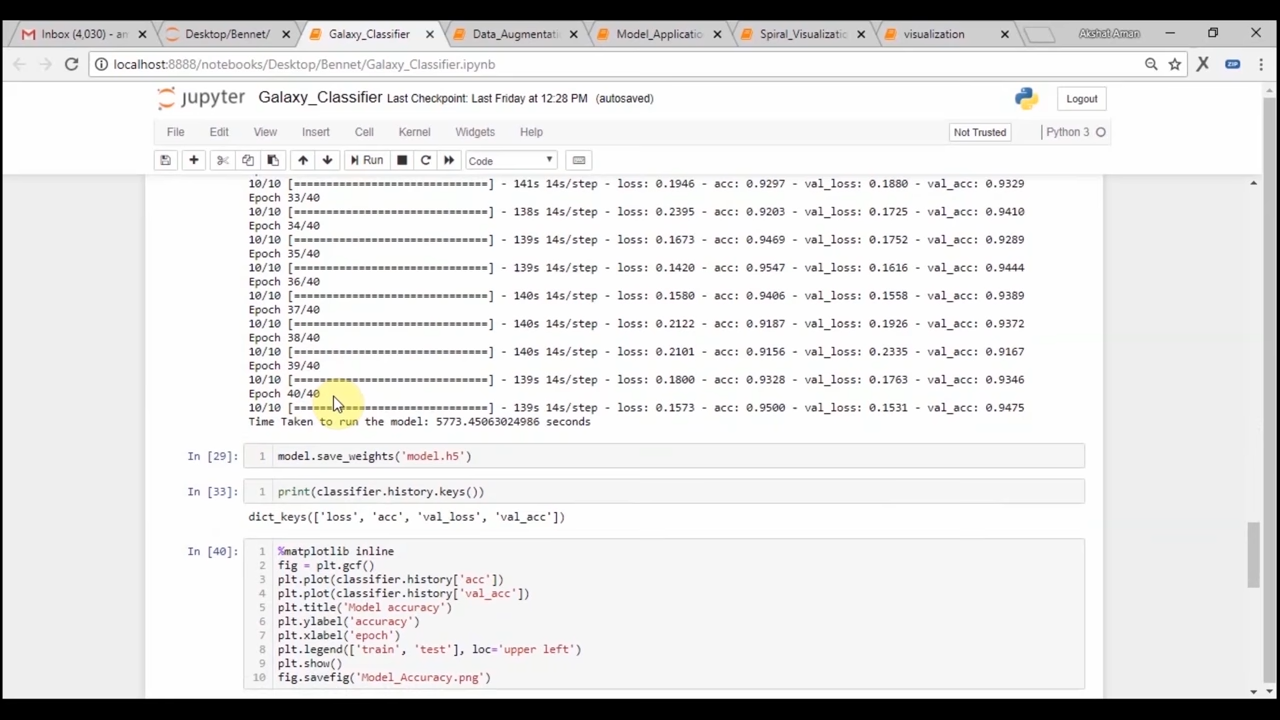 Inbox (4,030) - an
Desktop/Bennet/
Galaxy_Classifier
Data_Augmentati
Model_Applicatio
Spiral_Visualizatio
visualization
Akshat Aman
localhost:8888/notebooks/Desktop/Bennet/Galaxy_Classifier.ipynb
ZIP
jupyter Galaxy_Classifier Last Checkpoint: Last Friday at 12:28 PM (autosaved)
Logout
File Edit View Insert Cell Kernel Widgets Help
Not Trusted
Python 3
Run
Code
10/10 [==============================] - 141s 14s/step - loss: 0.1946 - acc: 0.9297 - val_loss: 0.1880 - val_acc: 0.9329
Epoch 33/40
10/10 [==============================] - 138s 14s/step - loss: 0.2395 - acc: 0.9203 - val_loss: 0.1725 - val_acc: 0.9410
Epoch 34/40
10/10 [==============================] - 139s 14s/step - loss: 0.1673 - acc: 0.9469 - val_loss: 0.1752 - val_acc: 0.9289
Epoch 35/40
10/10 [==============================] - 139s 14s/step - loss: 0.1420 - acc: 0.9547 - val_loss: 0.1616 - val_acc: 0.9444
Epoch 36/40
10/10 [==============================] - 140s 14s/step - loss: 0.1580 - acc: 0.9406 - val_loss: 0.1558 - val_acc: 0.9389
Epoch 37/40
10/10 [==============================] - 140s 14s/step - loss: 0.2122 - acc: 0.9187 - val_loss: 0.1926 - val_acc: 0.9372
Epoch 38/40
10/10 [==============================] - 140s 14s/step - loss: 0.2101 - acc: 0.9156 - val_loss: 0.2335 - val_acc: 0.9167
Epoch 39/40
10/10 [==============================] - 139s 14s/step - loss: 0.1800 - acc: 0.9328 - val_loss: 0.1763 - val_acc: 0.9346
Epoch 40/40
10/10 [==============================] - 139s 14s/step - loss: 0.1573 - acc: 0.9500 - val_loss: 0.1531 - val_acc: 0.9475
Time Taken to run the model: 5773.45063024986 seconds
In [29]: 1 model.save_weights('model.h5')
In [33]: 1 print(classifier.history.keys())
dict_keys(['loss', 'acc', 'val_loss', 'val_acc'])
In [40]: 1 %matplotlib inline
2 fig = plt.gcf()
3 plt.plot(classifier.history['acc'])
4 plt.plot(classifier.history['val_acc'])
5 plt.title('Model accuracy')
6 plt.ylabel('accuracy')
7 plt.xlabel('epoch')
8 plt.legend(['train', 'test'], loc='upper left')
9 plt.show()
10 fig.savefig('Model_Accuracy.png')